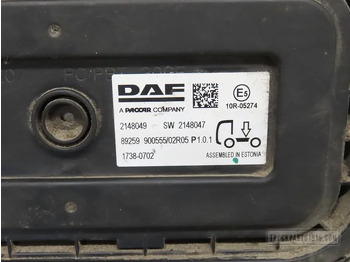 DAF
A PACCAR COMPANY
E5
10R-05274
2148049 SW 2148047
89259 900555/02R05 P1.0.1
1738-0702
ASSEMBLED IN ESTONIA